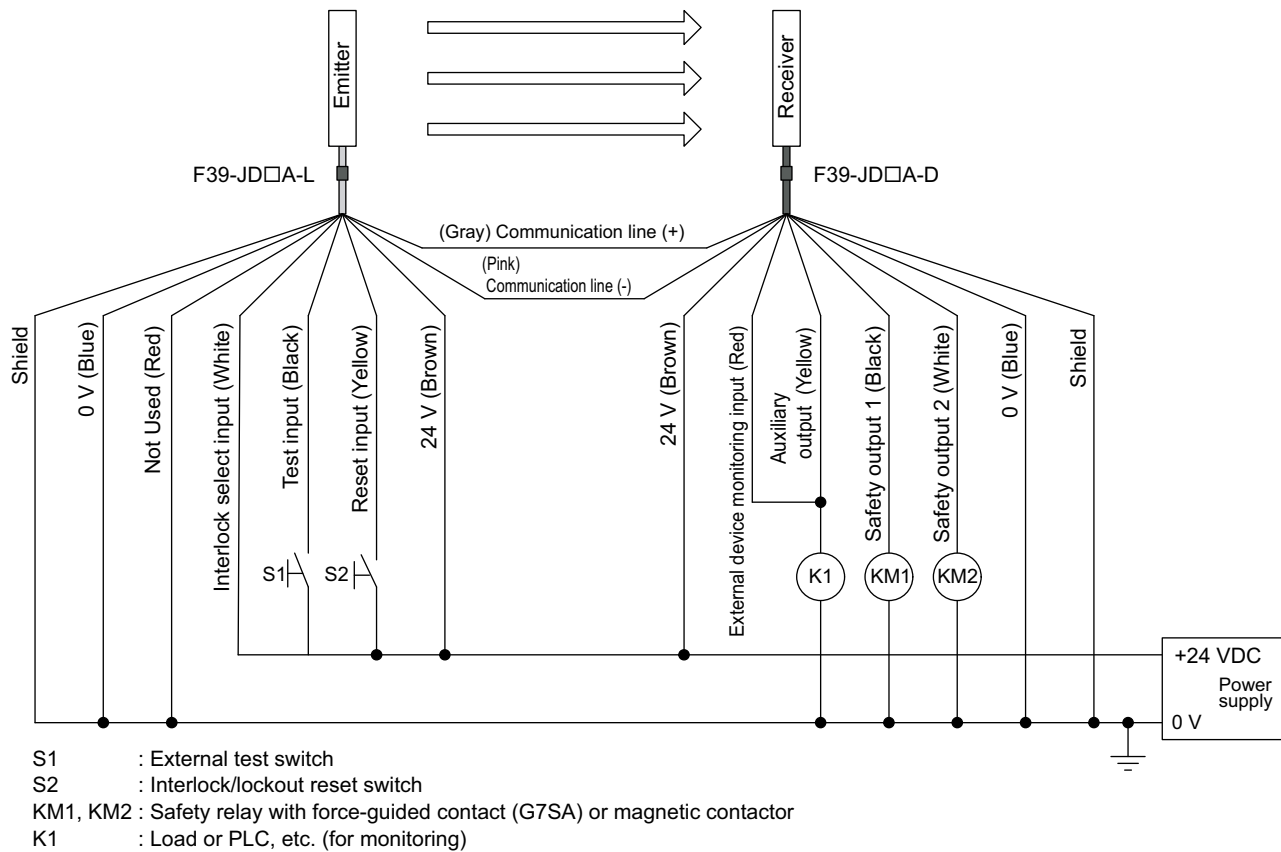 Emitter
Receiver
F39-JD□A-L
F39-JD□A-D
(Gray) Communication line (+)
(Pink)
Communication line (-)
Shield
0 V (Blue)
Not Used (Red)
Interlock select input (White)
Test input (Black)
Reset input (Yellow)
24 V (Brown)
24 V (Brown)
External device monitoring input (Red)
Auxiliary
output (Yellow)
Safety output 1 (Black)
Safety output 2 (White)
0 V (Blue)
Shield
S1
S2
K1
KM1
KM2
+24 VDC
Power
supply
0 V
S1 : External test switch
S2 : Interlock/lockout reset switch
KM1, KM2 : Safety relay with force-guided contact (G7SA) or magnetic contactor
K1 : Load or PLC, etc. (for monitoring)